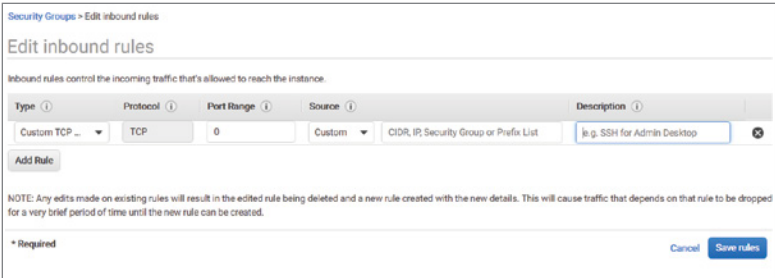 Security Groups > Edit inbound rules
Edit inbound rules
Inbound rules control the incoming traffic that's allowed to reach the instance.
Type Protocol Port Range Source Description
Custom TCP ... TCP 0 Custom CIDR, IP, Security Group or Prefix List e.g. SSH for Admin Desktop
Add Rule
NOTE: Any edits made on existing rules will result in the edited rule being deleted and a new rule created with the new details. This will cause traffic that depends on that rule to be dropped
for a very brief period of time until the new rule can be created.
* Required
Cancel Save rules